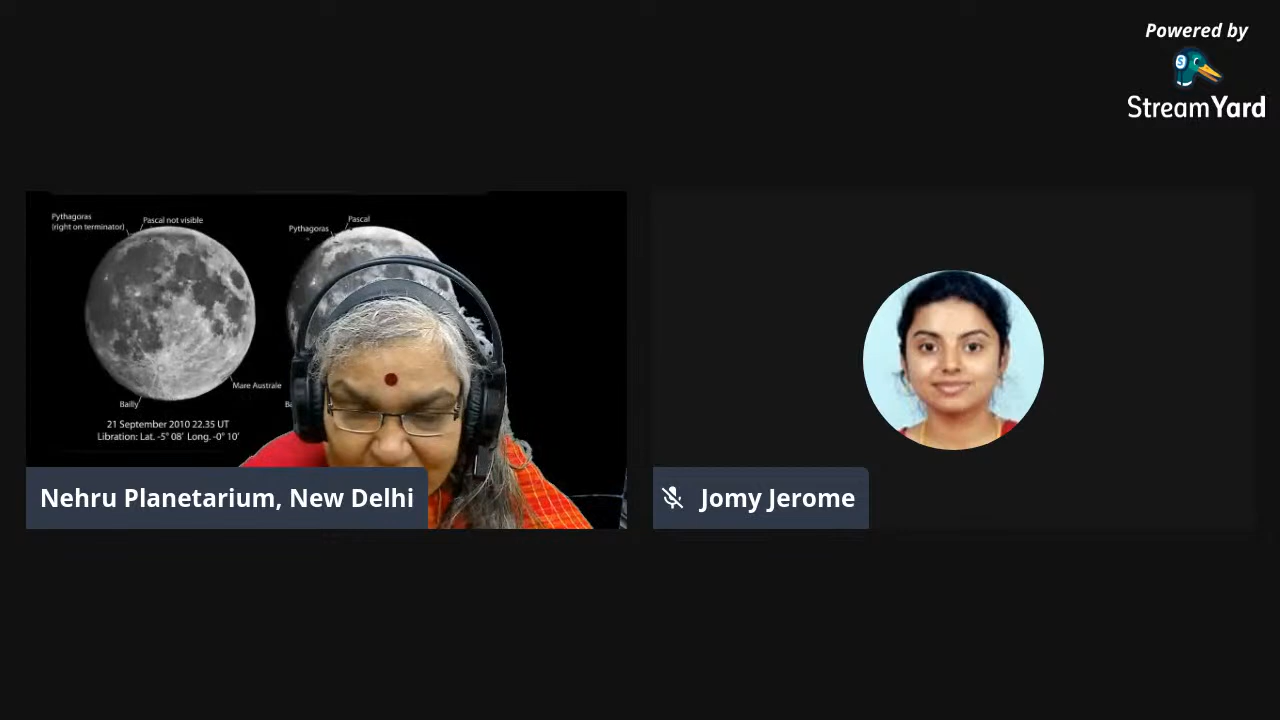 Powered by
StreamYard
Pythagoras
(right on terminator)
Pascal not visible
Pascal
Pythagoras
Mare Australe
Bailly
Ba
21 September 2010 22.35 UT
Libration: Lat. -5° 08' Long. -0° 10'
Nehru Planetarium, New Delhi
Jomy Jerome